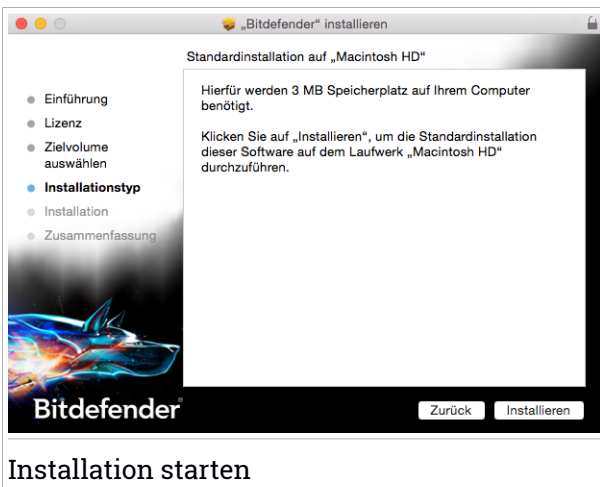 „Bitdefender“ installieren
Standardinstallation auf „Macintosh HD“
Einführung
Lizenz
Zielvolume
auswählen
Installationstyp
Installation
Zusammenfassung
Hierfür werden 3 MB Speicherplatz auf Ihrem Computer
benötigt.
Klicken Sie auf „Installieren“, um die Standardinstallation
dieser Software auf dem Laufwerk „Macintosh HD“
durchzuführen.
Bitdefender
Zurück
Installieren
Installation starten